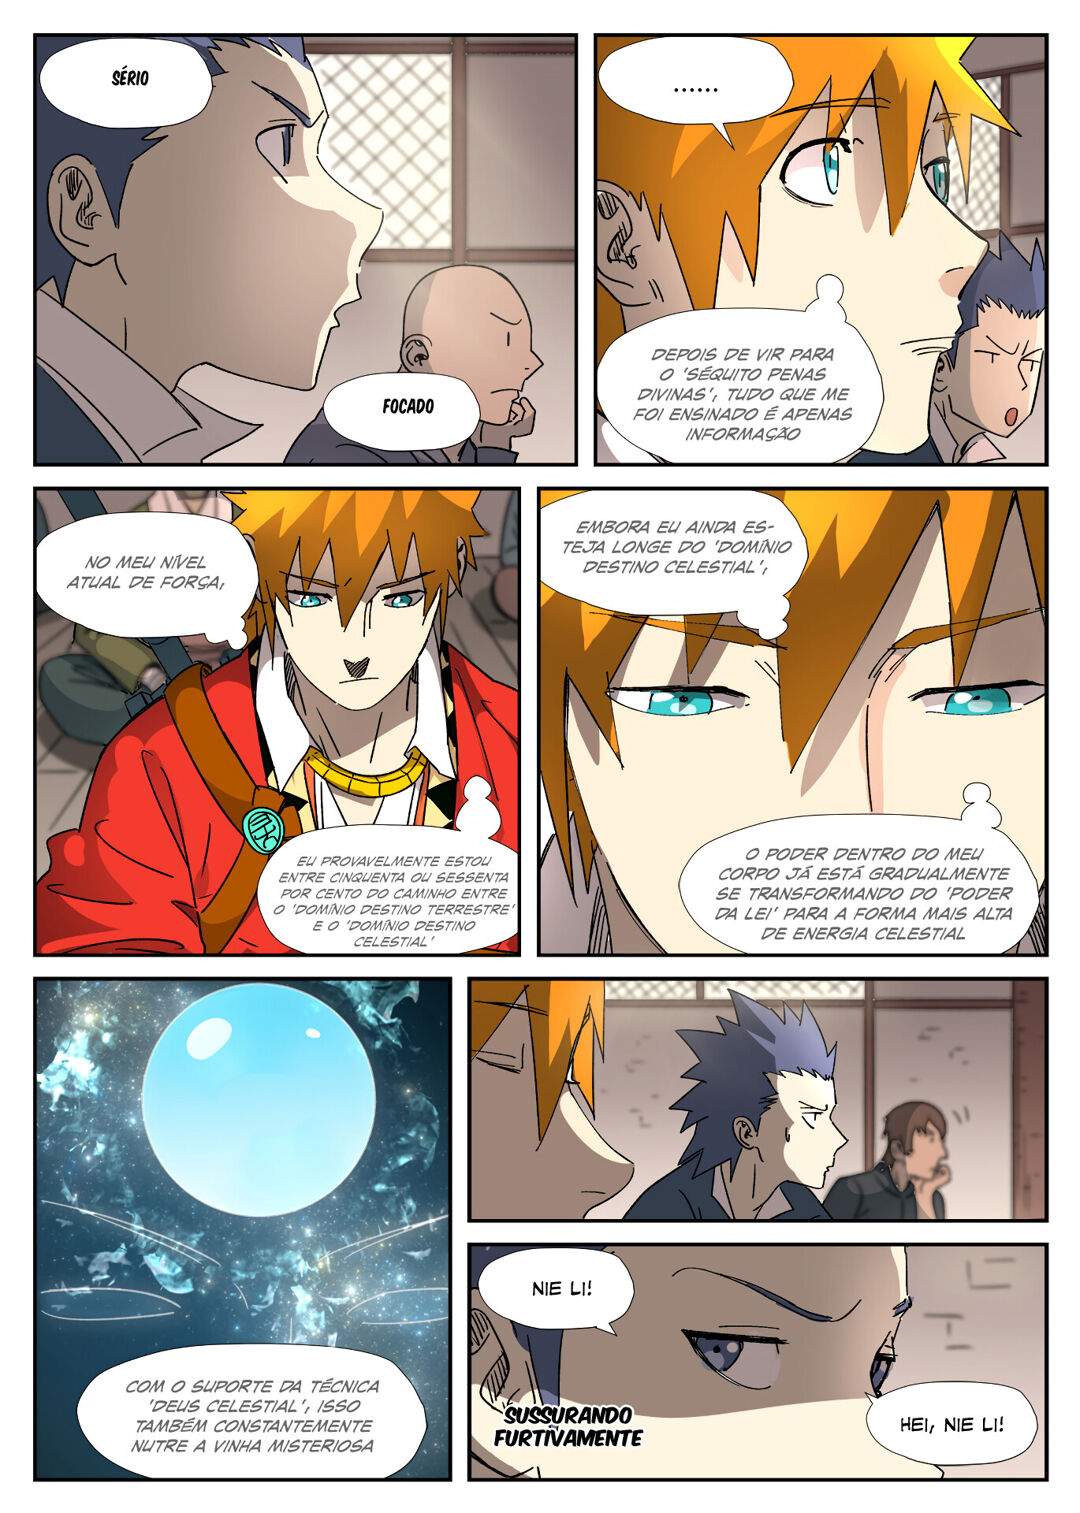 SÉRIO
FOCADO
......
DEPOIS DE VIR PARA
O 'SÉQUITO PENAS
DIVINAS', TUDO QUE ME
FOI ENSINADO É APENAS
INFORMAÇÃO
NO MEU NÍVEL
ATUAL DE FORÇA,
EU PROVAVELMENTE ESTOU
ENTRE CINQUENTA OU SESSENTA
POR CENTO DO CAMINHO ENTRE
O 'DOMÍNIO DESTINO TERRESTRE'
E O 'DOMÍNIO DESTINO
CELESTIAL'
EMBORA EU AINDA ES-
TEJA LONGE DO 'DOMÍNIO
DESTINO CELESTIAL',
O PODER DENTRO DO MEU
CORPO JÁ ESTÁ GRADUALMENTE
SE TRANSFORMANDO DO 'PODER
DA LEI' PARA A FORMA MAIS ALTA
DE ENERGIA CELESTIAL
COM O SUPORTE DA TÉCNICA
'DEUS CELESTIAL', ISSO
TAMBÉM CONSTANTEMENTE
NUTRE A VINHA MISTERIOSA
NIE LI!
SUSSURANDO
FURTIVAMENTE
HEI, NIE LI!